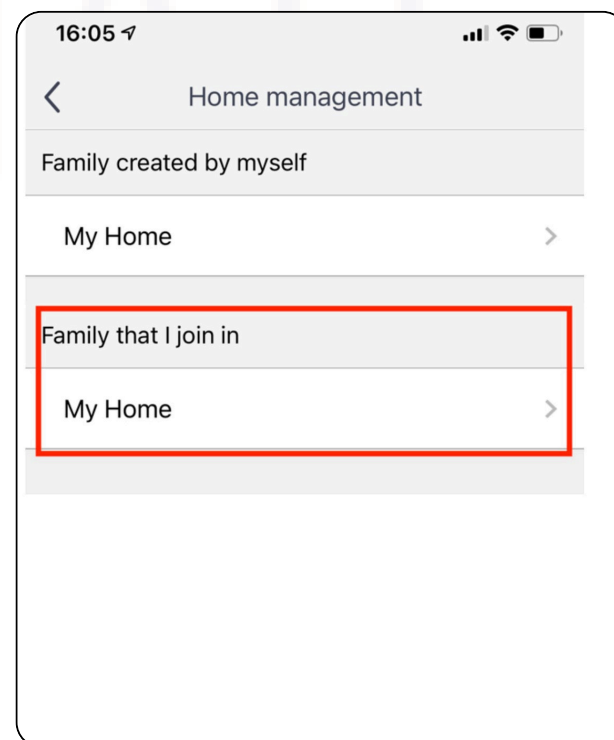 16:05
Home management
Family created by myself
My Home
Family that I join in
My Home